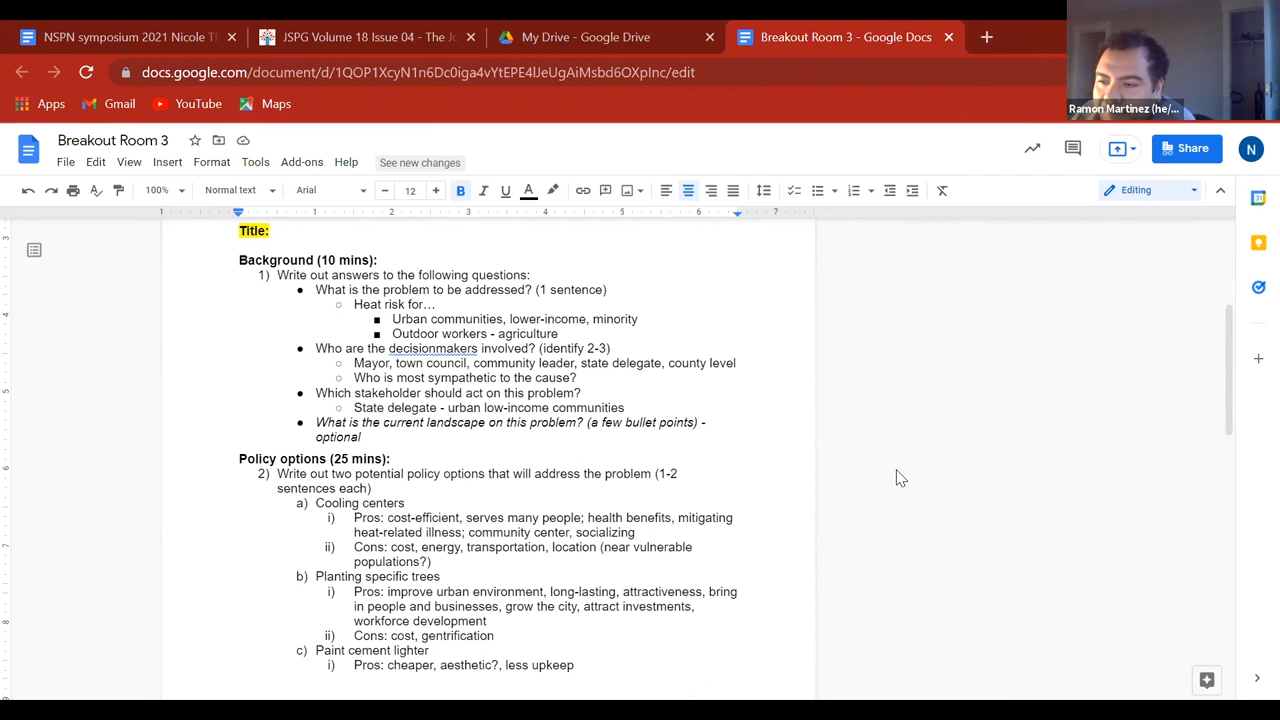 NSPN symposium 2021 Nicole
JSPG Volume 18 Issue 04 - The Jo
My Drive - Google Drive
Breakout Room 3 - Google Docs
docs.google.com/document/d/1QOP1XcyN1n6Dc0iga4vYtEPE4lJeUgAiMsbd6OXpInc/edit
Apps
Gmail
YouTube
Maps
Ramon Martinez (he/...
Breakout Room 3
File Edit View Insert Format Tools Add-ons Help See new changes
Share
N
100% Normal text Arial 12 B I U A Editing
1 1 2 3 4 5 6 7
Title:
Background (10 mins):
1) Write out answers to the following questions:
● What is the problem to be addressed? (1 sentence)
○ Heat risk for…
■ Urban communities, lower-income, minority
■ Outdoor workers - agriculture
● Who are the decisionmakers involved? (identify 2-3)
○ Mayor, town council, community leader, state delegate, county level
○ Who is most sympathetic to the cause?
● Which stakeholder should act on this problem?
○ State delegate - urban low-income communities
● What is the current landscape on this problem? (a few bullet points) -
optional
Policy options (25 mins):
2) Write out two potential policy options that will address the problem (1-2
sentences each)
a) Cooling centers
i) Pros: cost-efficient, serves many people; health benefits, mitigating
heat-related illness; community center, socializing
ii) Cons: cost, energy, transportation, location (near vulnerable
populations?)
b) Planting specific trees
i) Pros: improve urban environment, long-lasting, attractiveness, bring
in people and businesses, grow the city, attract investments,
workforce development
ii) Cons: cost, gentrification
c) Paint cement lighter
i) Pros: cheaper, aesthetic?, less upkeep